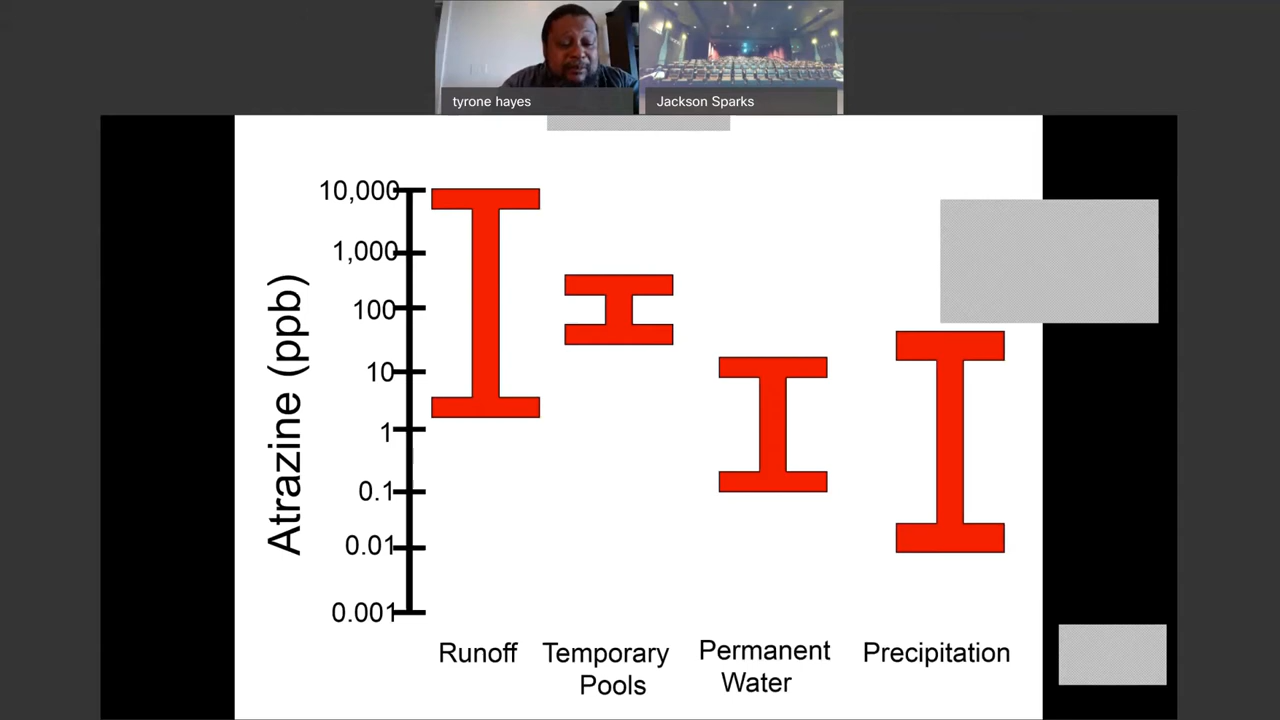 tyrone hayes
Jackson Sparks
10,000
1,000
100
10
1
0.1
0.01
0.001
Atrazine (ppb)
Runoff
Temporary
Pools
Permanent
Water
Precipitation